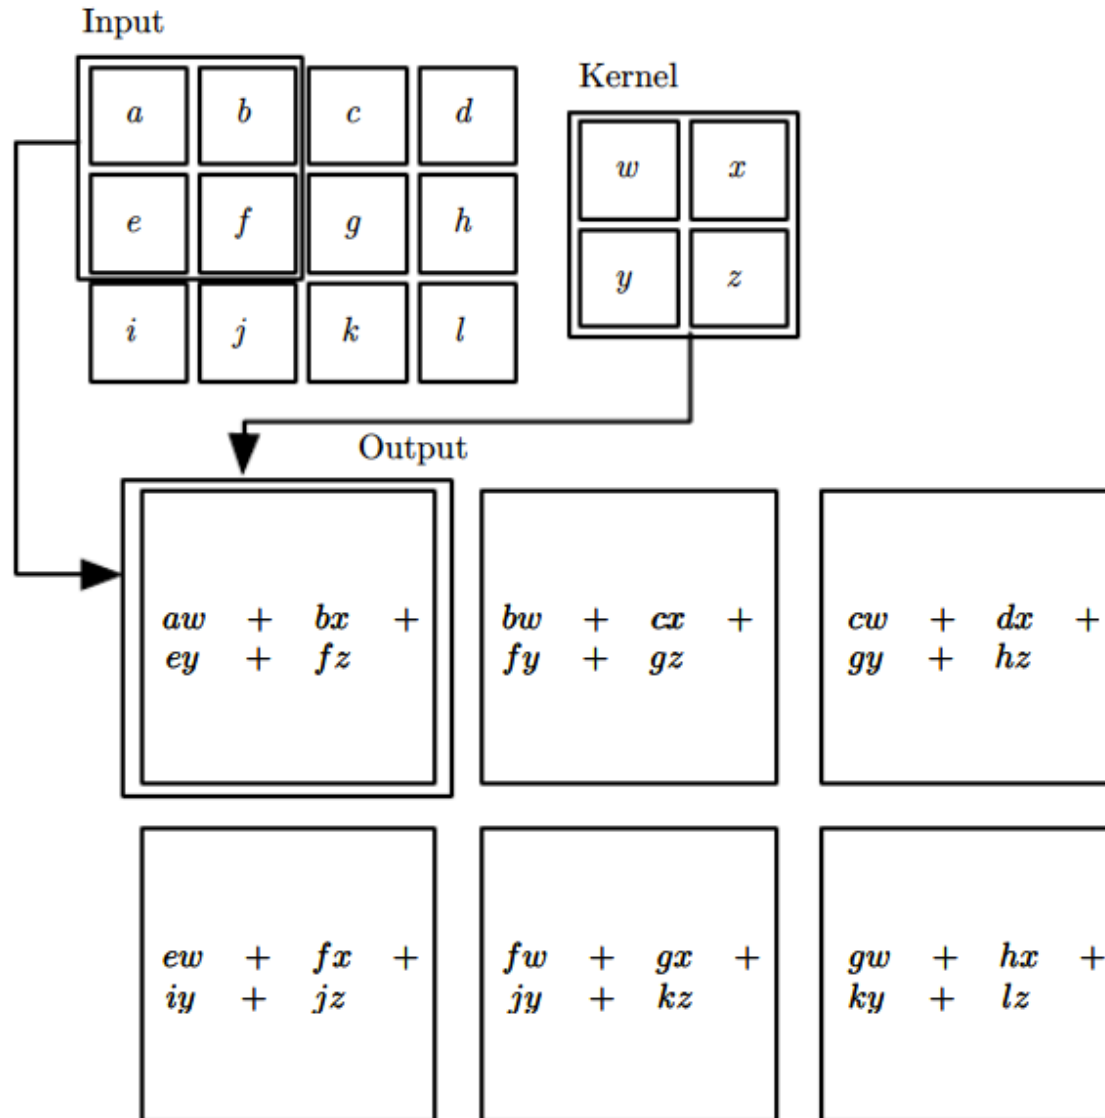 Input
Kernel
a b c d
w x
e f g h
y z
i j k l
Output
aw + bx +
ey + fz
bw + cx +
fy + gz
cw + dx +
gy + hz
ew + fx +
iy + jz
fw + gx +
jy + kz
gw + hx +
ky + lz